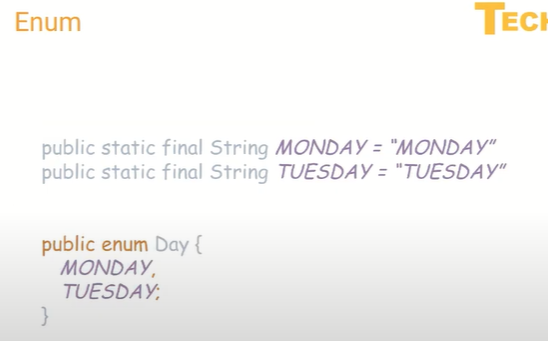 Enum
TECH
public static final String MONDAY = "MONDAY”
public static final String TUESDAY = "TUESDAY”
public enum Day {
MONDAY,
TUESDAY;
}